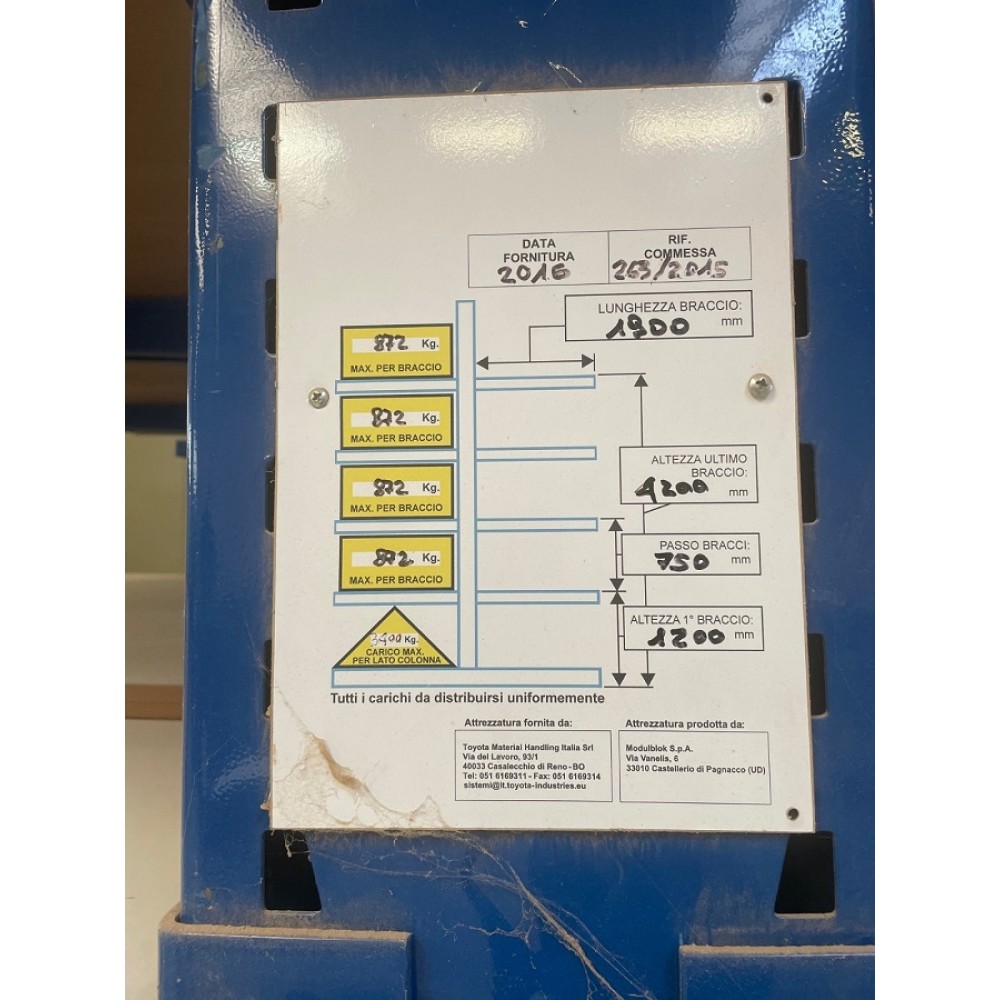 DATA
FORNITURA
2016
RIF.
COMMESSA
263/2015
LUNGHEZZA BRACCIO:
1900 mm
872 Kg.
MAX. PER BRACCIO
872 Kg.
MAX. PER BRACCIO
872 Kg.
MAX. PER BRACCIO
872 Kg.
MAX. PER BRACCIO
ALTEZZA ULTIMO
BRACCIO:
4200 mm
PASSO BRACCI:
750 mm
ALTEZZA 1° BRACCIO:
1200 mm
Kg.
CARICO MAX.
PER LATO COLONNA
Tutti i carichi da distribuirsi uniformemente
Attrezzatura fornita da:
Toyota Material Handling Italia Srl
Via del Lavoro, 93/1
40033 Casalecchio di Reno - BO
Tel: 051 6169311 - Fax: 051 6169314
sistemi@it.toyota-industries.eu
Attrezzatura prodotta da:
Modulblok S.p.A.
Via Vanelis, 6
33010 Castellerio di Pagnacco (UD)